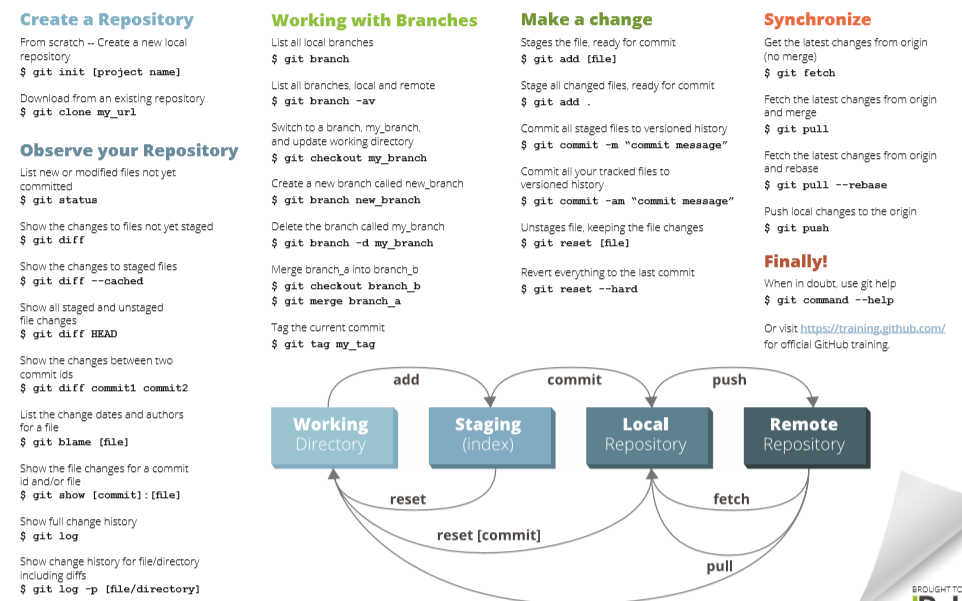 Create a Repository
From scratch -- Create a new local
repository
$ git init [project name]
Download from an existing repository
$ git clone my_url
Observe your Repository
List new or modified files not yet
committed
$ git status
Show the changes to files not yet staged
$ git diff
Show the changes to staged files
$ git diff --cached
Show all staged and unstaged
file changes
$ git diff HEAD
Show the changes between two
commit ids
$ git diff commit1 commit2
List the change dates and authors
for a file
$ git blame [file]
Show the file changes for a commit
id and/or file
$ git show [commit]:[file]
Show full change history
$ git log
Show change history for file/directory
including diffs
$ git log -p [file/directory]
Working with Branches
List all local branches
$ git branch
List all branches, local and remote
$ git branch -av
Switch to a branch, my_branch,
and update working directory
$ git checkout my_branch
Create a new branch called new_branch
$ git branch new_branch
Delete the branch called my_branch
$ git branch -d my_branch
Merge branch_a into branch_b
$ git checkout branch_b
$ git merge branch_a
Tag the current commit
$ git tag my_tag
Make a change
Stages the file, ready for commit
$ git add [file]
Stage all changed files, ready for commit
$ git add .
Commit all staged files to versioned history
$ git commit -m “commit message”
Commit all your tracked files to
versioned history
$ git commit -am “commit message”
Unstages file, keeping the file changes
$ git reset [file]
Revert everything to the last commit
$ git reset --hard
Synchronize
Get the latest changes from origin
(no merge)
$ git fetch
Fetch the latest changes from origin
and merge
$ git pull
Fetch the latest changes from origin
and rebase
$ git pull --rebase
Push local changes to the origin
$ git push
Finally!
When in doubt, use git help
$ git command --help
Or visit https://training.github.com/
for official GitHub training.
add
commit
push
Working
Directory
Staging
(index)
Local
Repository
Remote
Repository
reset
fetch
reset [commit]
pull
BROUGHT TO